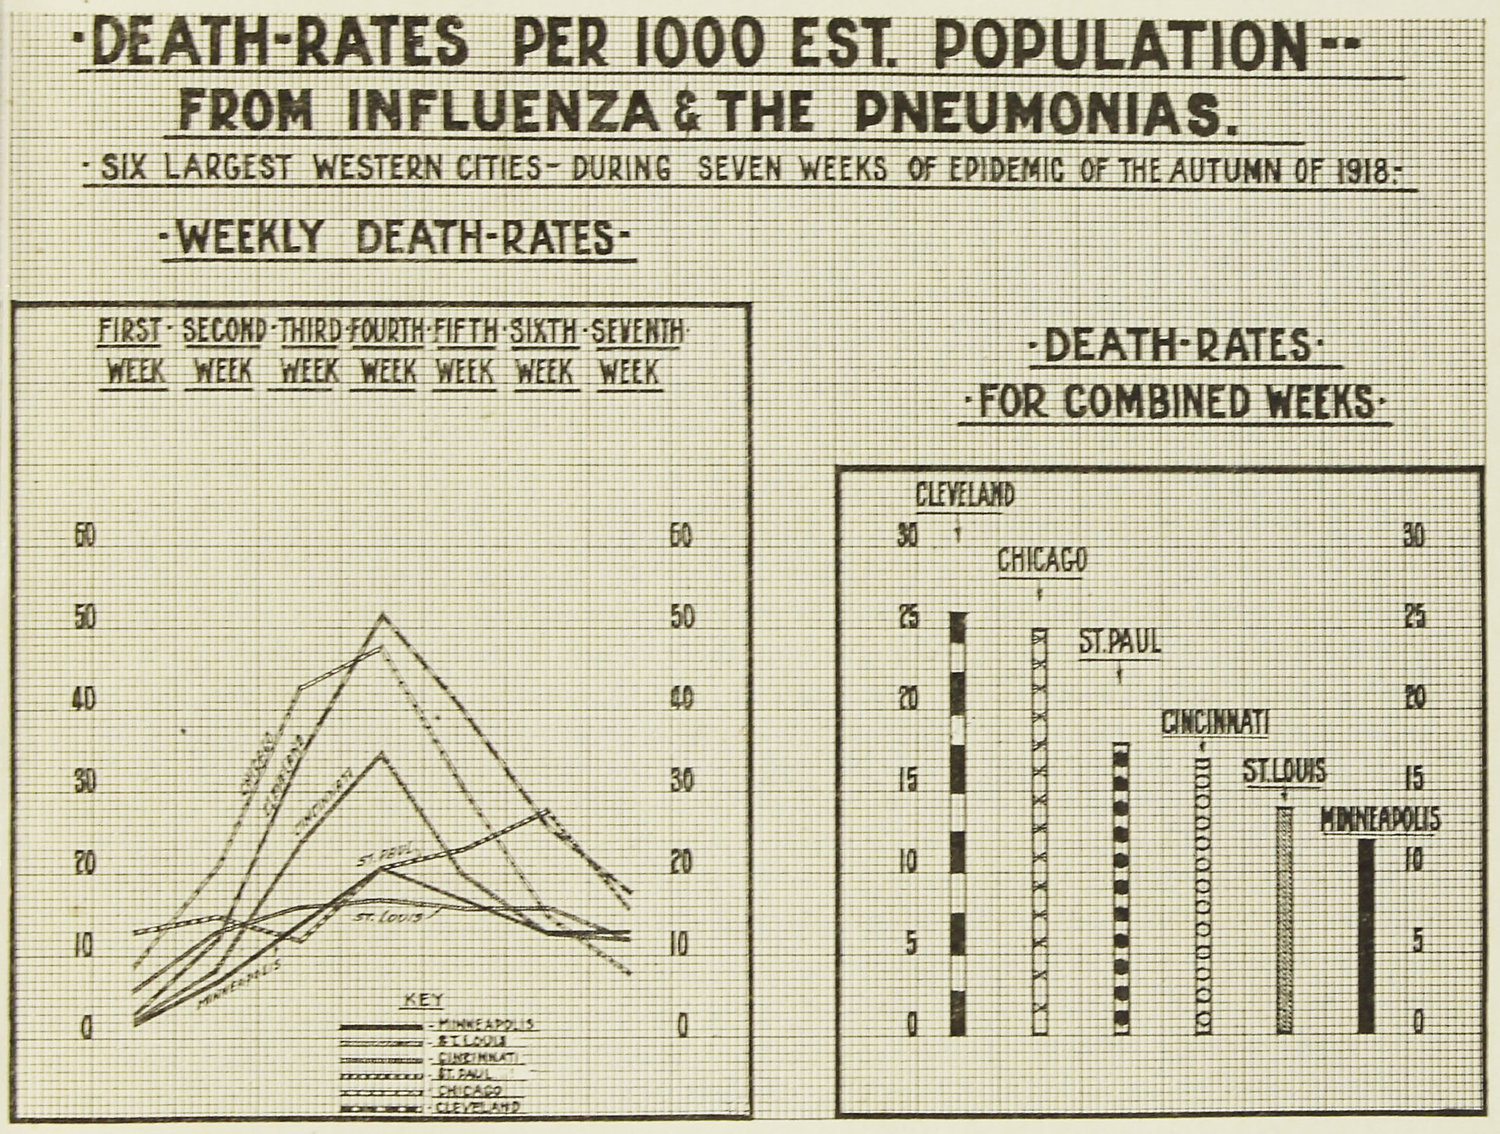 ·DEATH-RATES PER 1000 EST. POPULATION--
FROM INFLUENZA & THE PNEUMONIAS.
·SIX LARGEST WESTERN CITIES- DURING SEVEN WEEKS OF EPIDEMIC OF THE AUTUMN OF 1918:-
·WEEKLY DEATH-RATES·
FIRST· SECOND·THIRD·FOURTH·FIFTH·SIXTH·SEVENTH·
WEEK WEEK WEEK WEEK WEEK WEEK WEEK
60 60
50 50
40 40
30 30
20 20
10 10
0 0
CHICAGO
CLEVELAND
CINCINNATI
ST. PAUL
ST. LOUIS
MINNEAPOLIS
KEY
- MINNEAPOLIS
- ST. LOUIS
- CINCINNATI
- ST. PAUL
- CHICAGO
- CLEVELAND
·DEATH-RATES·
·FOR COMBINED WEEKS·
CLEVELAND
CHICAGO
ST. PAUL
CINCINNATI
ST. LOUIS
MINNEAPOLIS
30 30
25 25
20 20
15 15
10 10
5 5
0 0